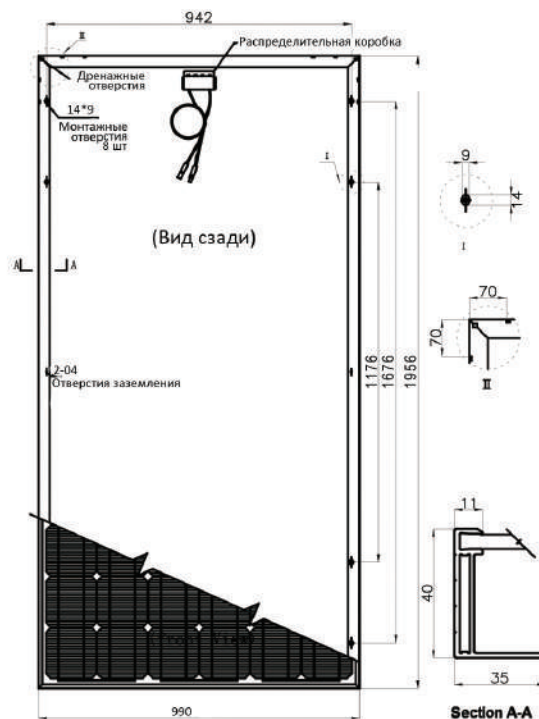 942
II
Распределительная коробка
Дренажные
отверстия
14*9
Монтажные
отверстия
8 шт
I
9
14
I
(Вид сзади)
A A
70
70
II
2-04
Отверстия заземления
1176
1676
1956
11
40
35
990
Section A-A